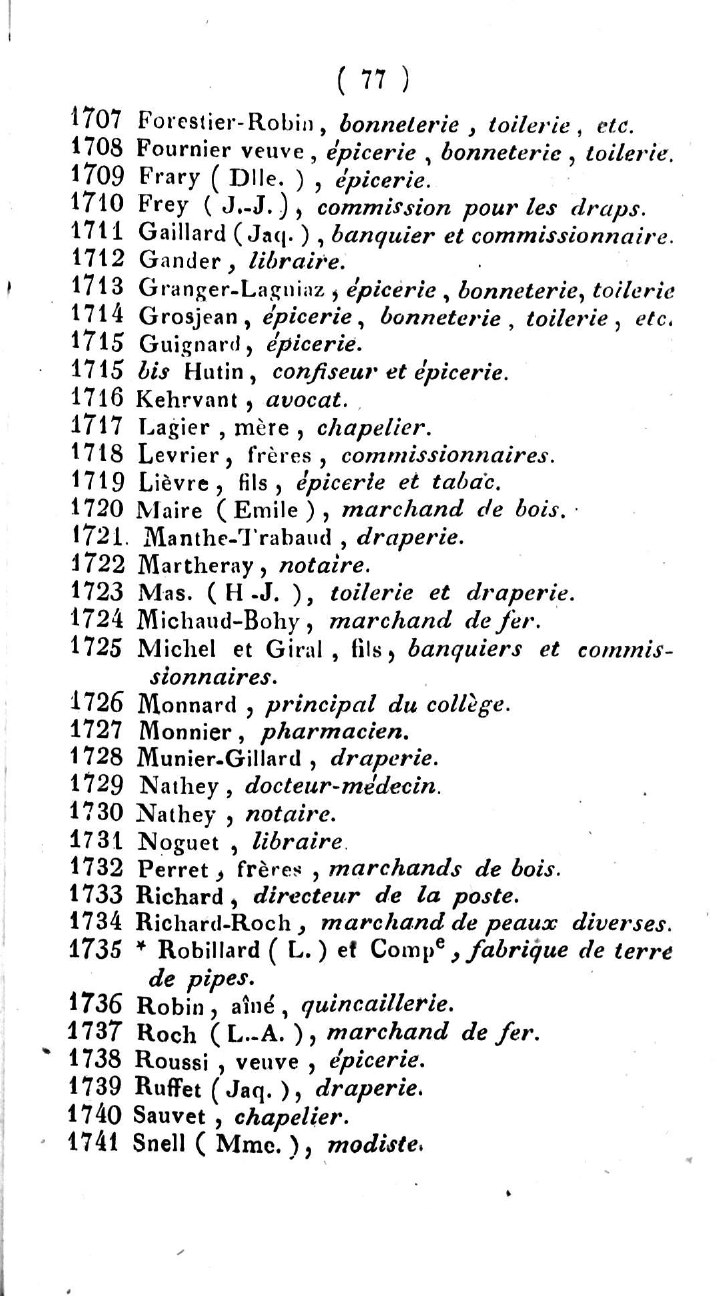 ( 77 )
1707 Forestier-Robin, bonneterie, toilerie, etc.
1708 Fournier veuve, épicerie, bonneterie, toilerie.
1709 Frary ( Dlle. ), épicerie.
1710 Frey ( J.-J.), commission pour les draps.
1711 Gaillard ( Jaq. ), banquier et commissionnaire.
1712 Gander, libraire.
1713 Granger-Lagniaz, épicerie, bonneterie, toilerie
1714 Grosjean, épicerie, bonneterie, toilerie, etc.
1715 Guignard, épicerie.
1715 bis Hutin, confiseur et épicerie.
1716 Kehrvant, avocat.
1717 Lagier, mère, chapelier.
1718 Levrier, frères, commissionnaires.
1719 Lièvre, fils, épicerie et tabac.
1720 Maire ( Emile ), marchand de bois.
1721. Manthe-Trabaud, draperie.
1722 Martheray, notaire.
1723 Mas. ( H.-J. ), toilerie et draperie.
1724 Michaud-Bohy, marchand de fer.
1725 Michel et Giral, fils, banquiers et commis-
sionnaires.
1726 Monnard, principal du collège.
1727 Monnier, pharmacien.
1728 Munier-Gillard, draperie.
1729 Nathey, docteur-médecin.
1730 Nathey, notaire.
1731 Noguet, libraire.
1732 Perret, frères, marchands de bois.
1733 Richard, directeur de la poste.
1734 Richard-Roch, marchand de peaux diverses.
1735 * Robillard ( L. ) et Compe, fabrique de terre
de pipes.
1736 Robin, aîné, quincaillerie.
1737 Roch ( L.-A. ), marchand de fer.
1738 Roussi, veuve, épicerie.
1739 Ruffet ( Jaq. ), draperie.
1740 Sauvet, chapelier.
1741 Snell ( Mme. ), modiste.